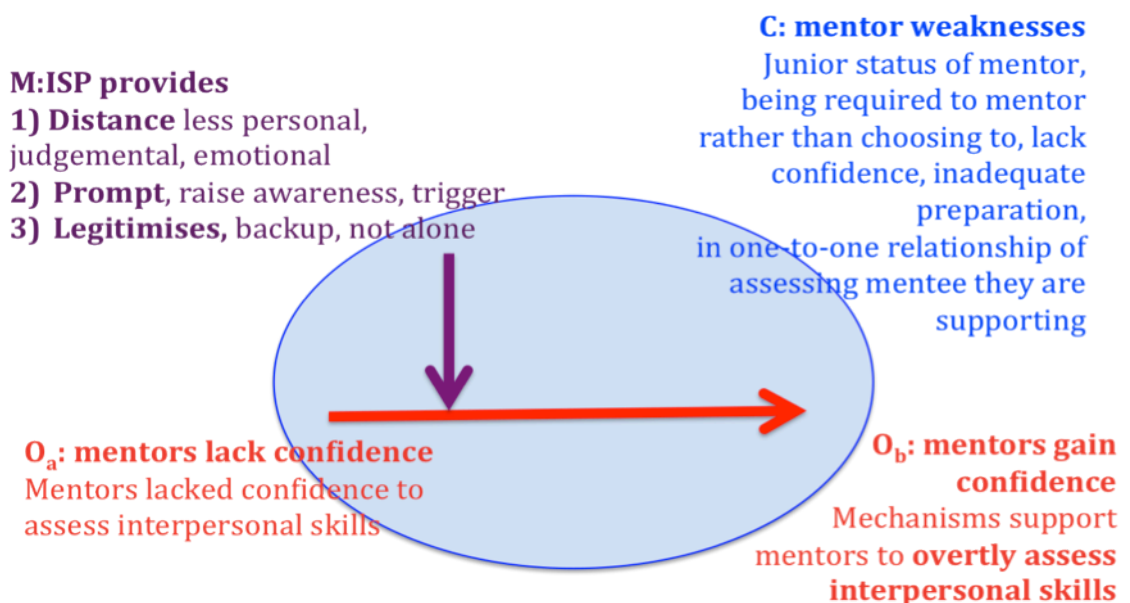 C: mentor weaknesses
Junior status of mentor,
being required to mentor
rather than choosing to, lack
confidence, inadequate
preparation,
in one-to-one relationship of
assessing mentee they are
supporting
M:ISP provides
1) Distance less personal,
judgemental, emotional
2) Prompt, raise awareness, trigger
3) Legitimises, backup, not alone
Oa: mentors lack confidence
Mentors lacked confidence to
assess interpersonal skills
Ob: mentors gain
confidence
Mechanisms support
mentors to overtly assess
interpersonal skills